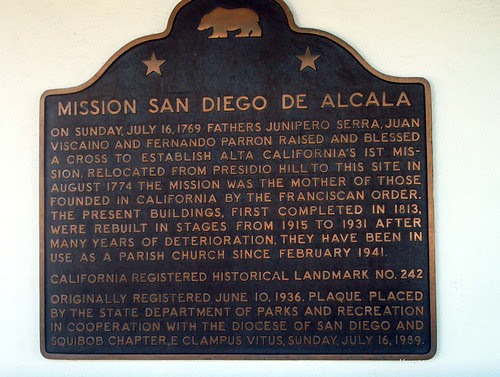 MISSION SAN DIEGO DE ALCALA
ON SUNDAY, JULY 16, 1769 FATHERS JUNIPERO SERRA, JUAN
VISCAINO AND FERNANDO PARRON RAISED AND BLESSED
A CROSS TO ESTABLISH ALTA CALIFORNIA'S 1ST MIS-
SION. RELOCATED FROM PRESIDIO HILL TO THIS SITE IN
AUGUST 1774 THE MISSION WAS THE MOTHER OF THOSE
FOUNDED IN CALIFORNIA BY THE FRANCISCAN ORDER.
THE PRESENT BUILDINGS, FIRST COMPLETED IN 1813,
WERE REBUILT IN STAGES FROM 1915 TO 1931 AFTER
MANY YEARS OF DETERIORATION. THEY HAVE BEEN IN
USE AS A PARISH CHURCH SINCE FEBRUARY 1941.
CALIFORNIA REGISTERED HISTORICAL LANDMARK NO. 242
ORIGINALLY REGISTERED JUNE 10, 1936. PLAQUE PLACED
BY THE STATE DEPARTMENT OF PARKS AND RECREATION
IN COOPERATION WITH THE DIOCESE OF SAN DIEGO AND
SQUIBOB CHAPTER, E CLAMPUS VITUS, SUNDAY, JULY 16, 1989.